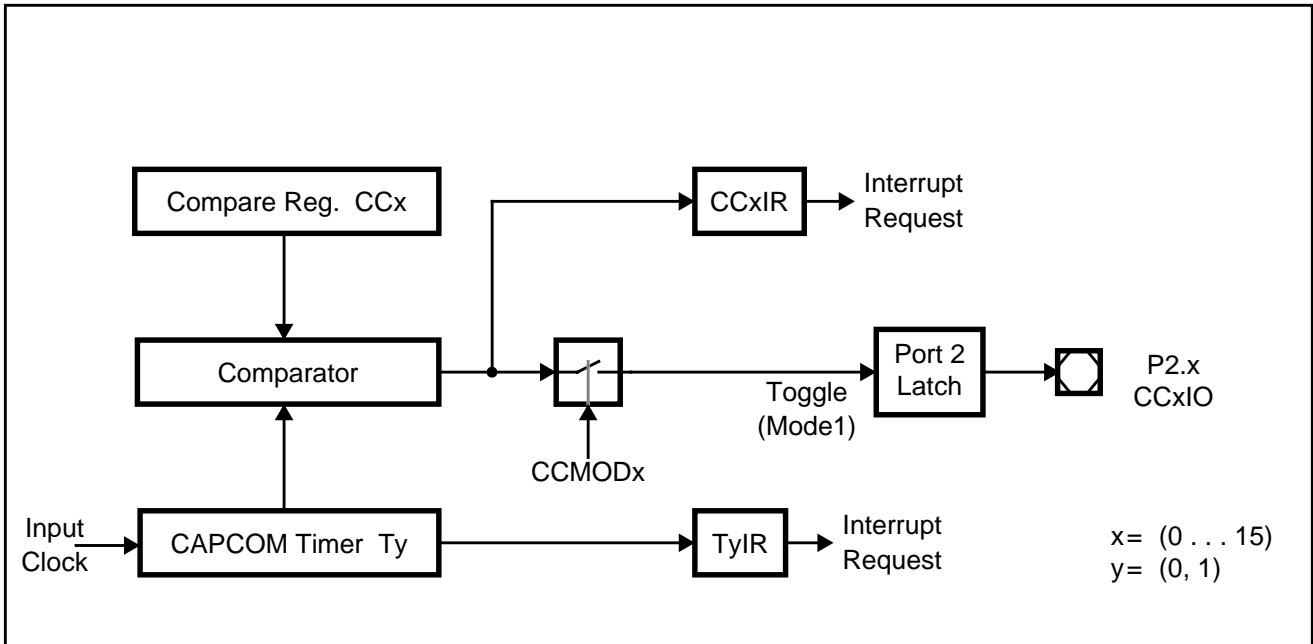 Compare Reg. CCx
CCxIR
Interrupt
Request
Comparator
Toggle
(Mode1)
Port 2
Latch
P2.x
CCxIO
CCMODx
Input
Clock
CAPCOM Timer Ty
TyIR
Interrupt
Request
x= (0 . . . 15)
y= (0, 1)